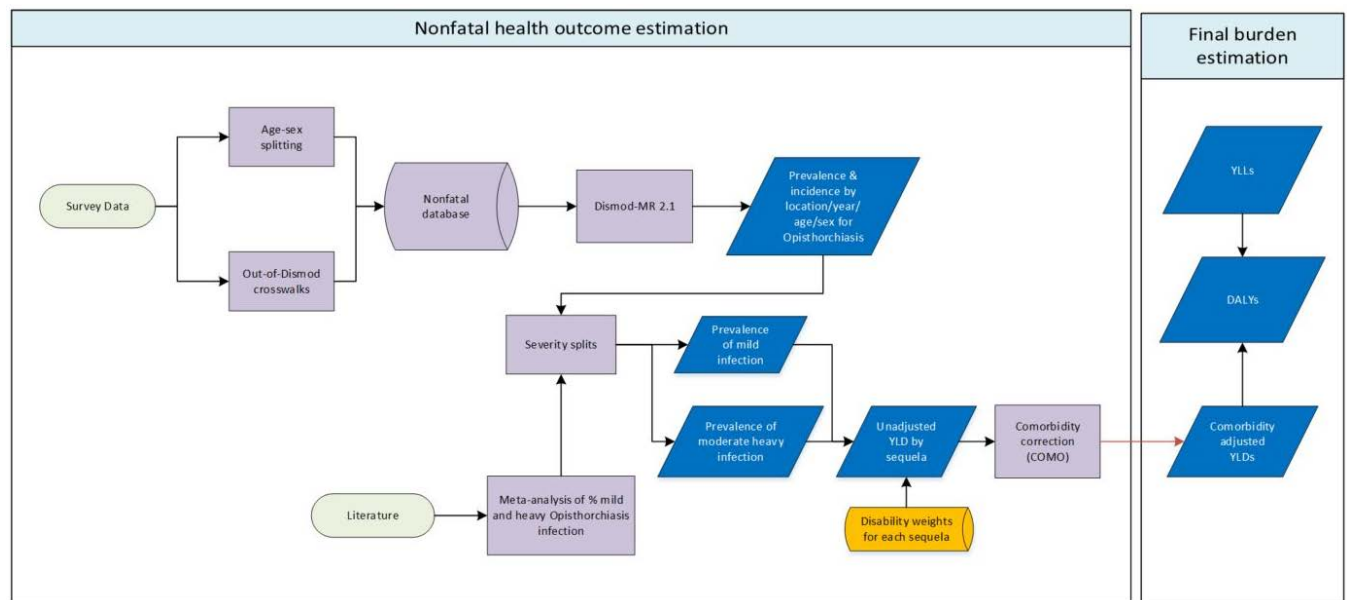 Nonfatal health outcome estimation
Final burden
estimation
Age-sex
splitting
Survey Data
Out-of-Dismod
crosswalks
Nonfatal
database
Dismod-MR 2.1
Prevalence &
incidence by
location/year/
age/sex for
Opisthorchiasis
YLLs
DALYs
Severity splits
Prevalence
of mild
infection
Prevalence of
moderate heavy
infection
Unadjusted
YLD by
sequela
Comorbidity
correction
(COMO)
Comorbidity
adjusted
YLDs
Literature
Meta-analysis of % mild
and heavy Opisthorchiasis
infection
Disability weights
for each sequela